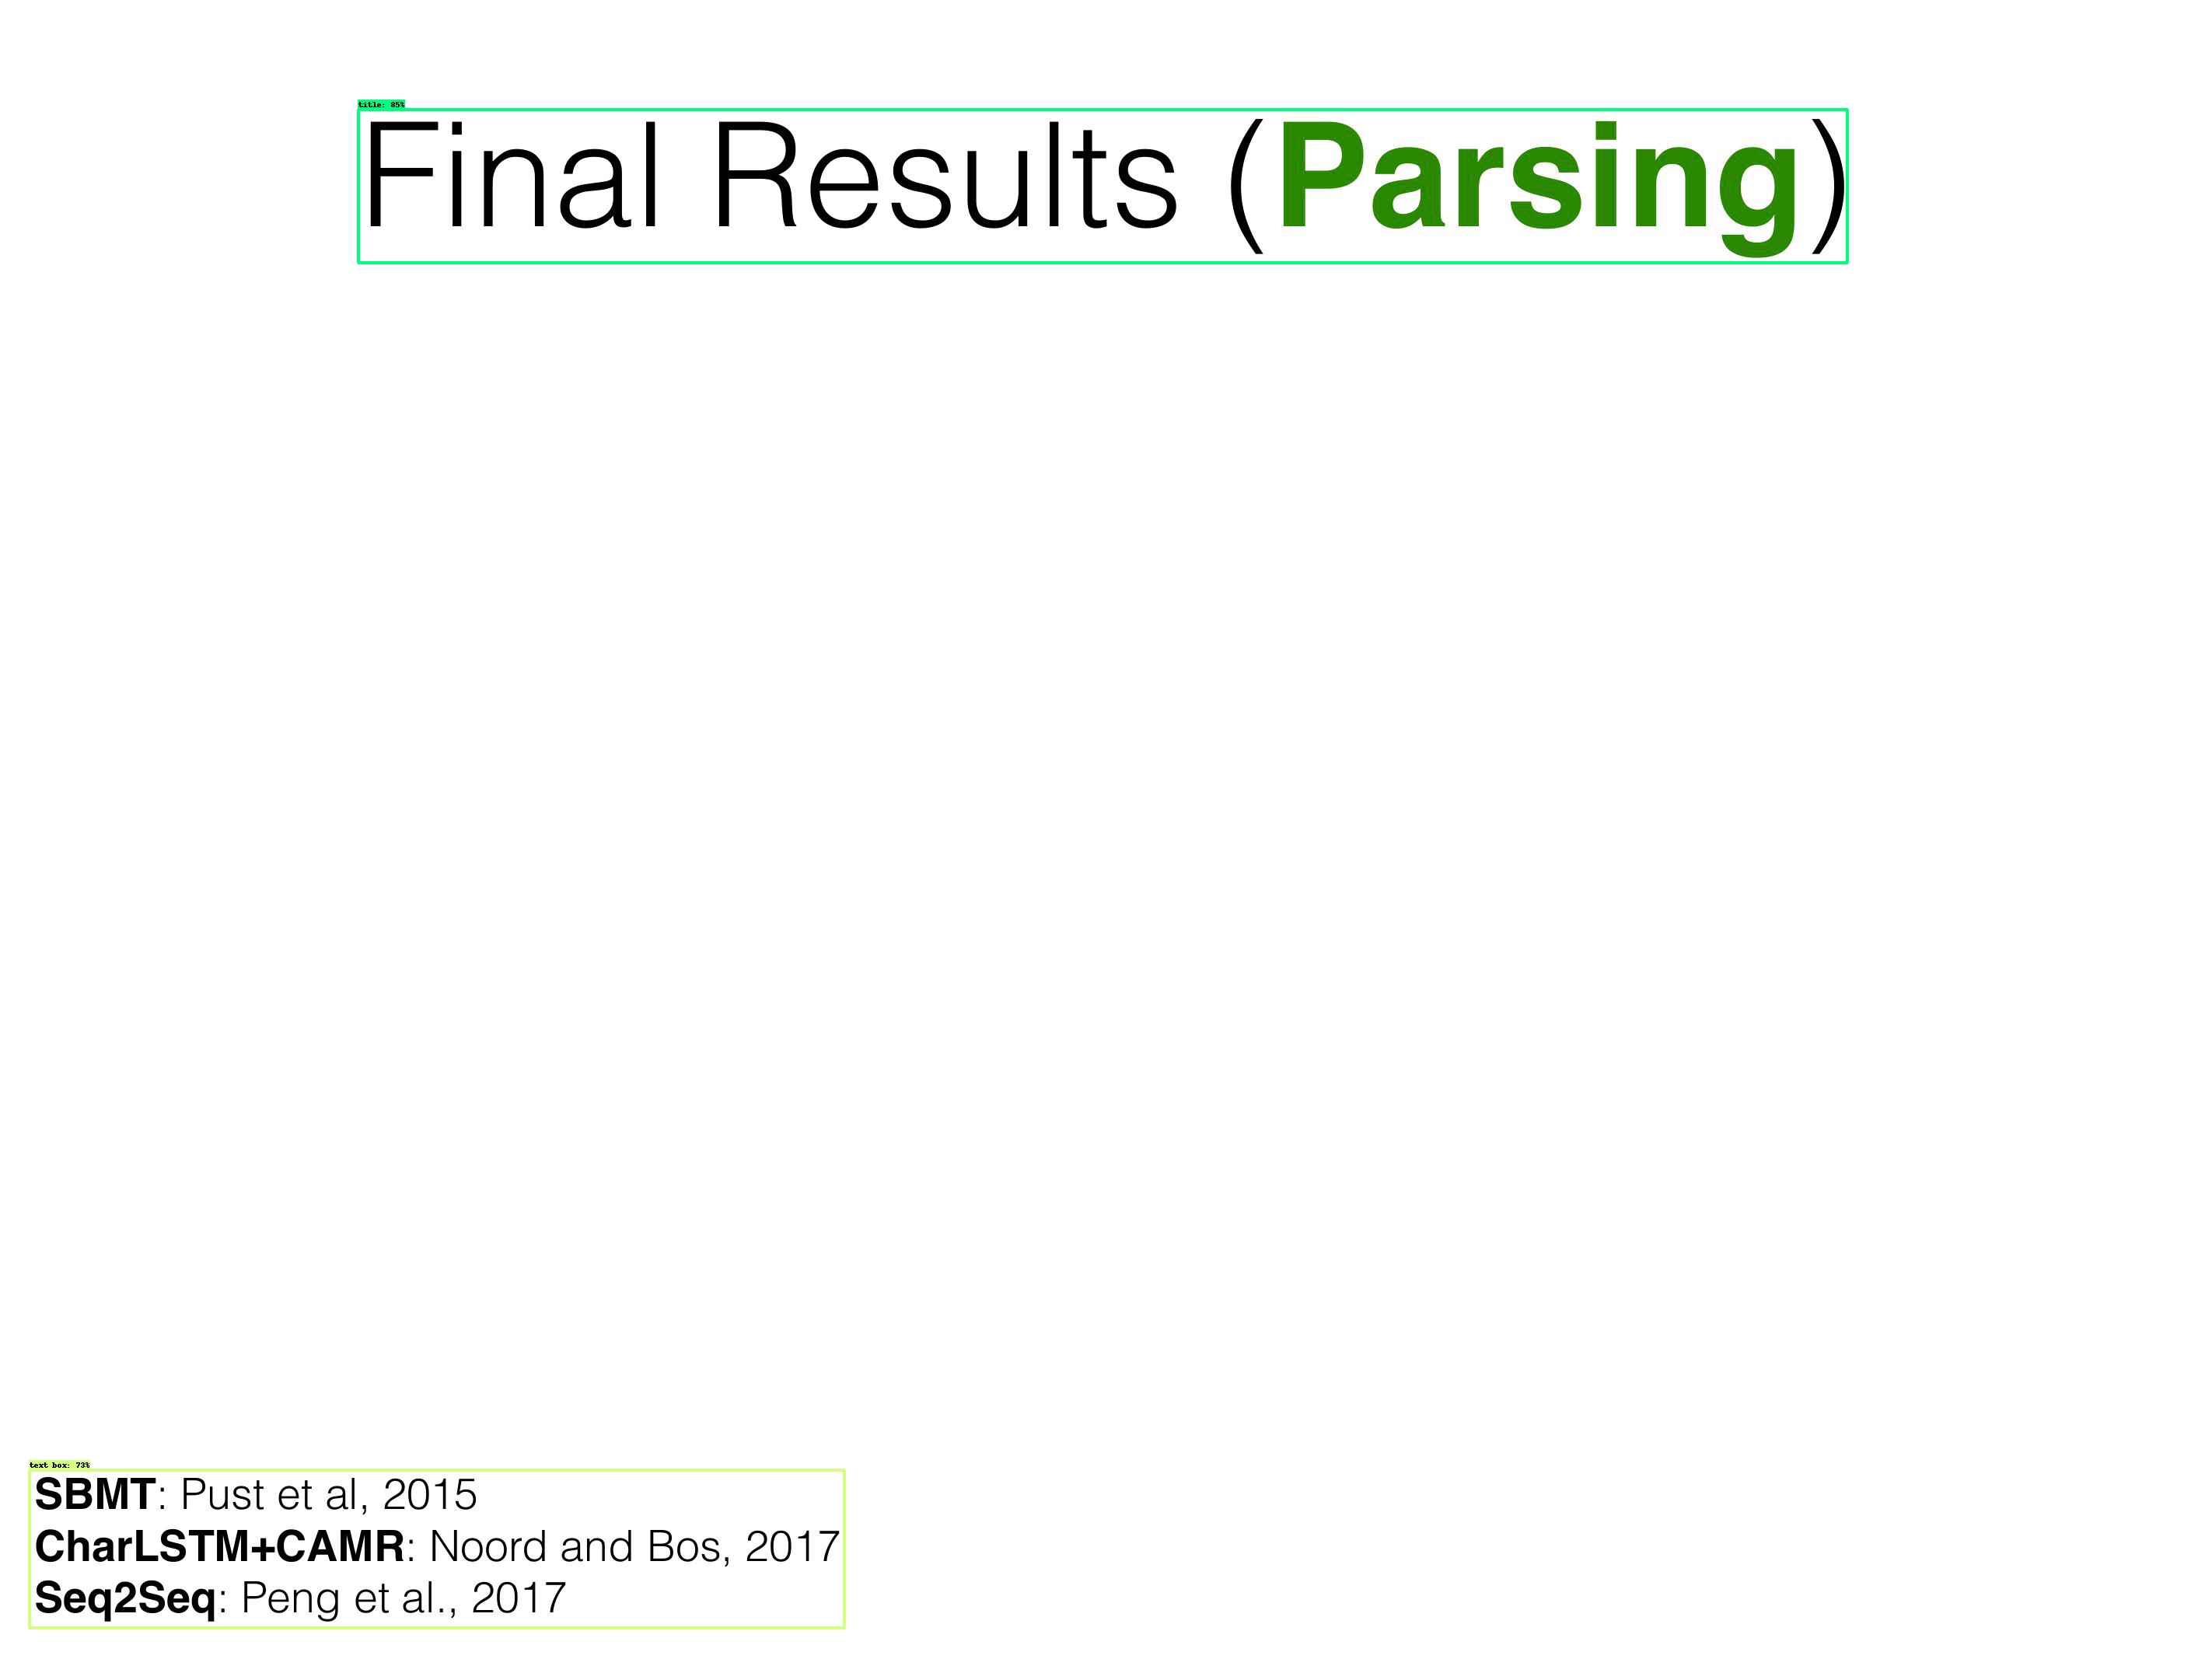 title: 85%
Final Results (Parsing)
text box: 73%
SBMT: Pust et al, 2015
CharLSTM+CAMR: Noord and Bos, 2017
Seq2Seq: Peng et al., 2017